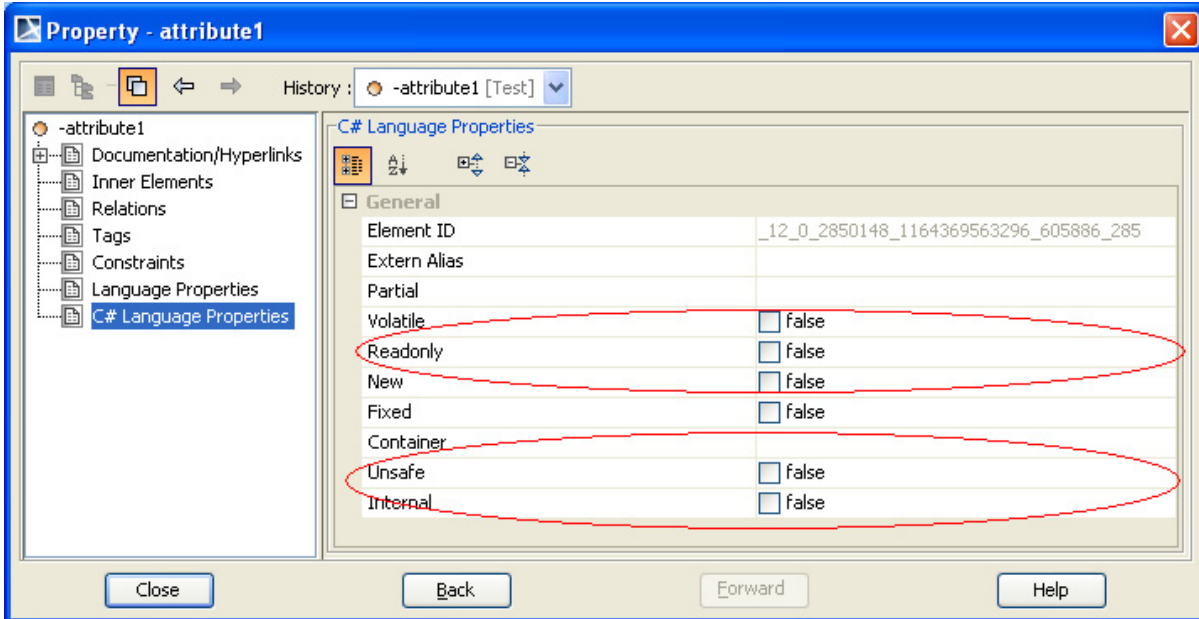 Property - attribute1
History : -attribute1 [Test]
-attribute1
Documentation/Hyperlinks
Inner Elements
Relations
Tags
Constraints
Language Properties
C# Language Properties
C# Language Properties
A
Z
General
Element ID _12_0_2850148_1164369563296_605886_285
Extern Alias
Partial
Volatile false
Readonly false
New false
Fixed false
Container
Unsafe false
Internal false
Close Back Forward Help